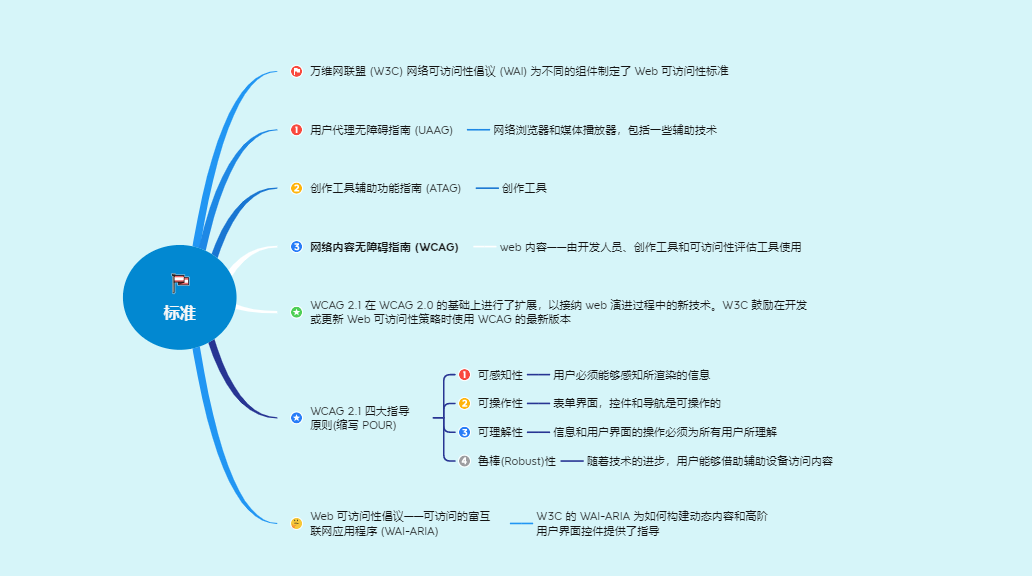 标准
万维网联盟 (W3C) 网络可访问性倡议 (WAI) 为不同的组件制定了 Web 可访问性标准
1 用户代理无障碍指南 (UAAG)
网络浏览器和媒体播放器，包括一些辅助技术
2 创作工具辅助功能指南 (ATAG)
创作工具
3 网络内容无障碍指南 (WCAG)
web 内容——由开发人员、创作工具和可访问性评估工具使用
WCAG 2.1 在 WCAG 2.0 的基础上进行了扩展，以接纳 web 演进过程中的新技术。W3C 鼓励在开发
或更新 Web 可访问性策略时使用 WCAG 的最新版本
WCAG 2.1 四大指导
原则(缩写 POUR)
1 可感知性
用户必须能够感知所渲染的信息
2 可操作性
表单界面，控件和导航是可操作的
3 可理解性
信息和用户界面的操作必须为所有用户所理解
4 鲁棒(Robust)性
随着技术的进步，用户能够借助辅助设备访问内容
Web 可访问性倡议——可访问的富互
联网应用程序 (WAI-ARIA)
W3C 的 WAI-ARIA 为如何构建动态内容和高阶
用户界面控件提供了指导